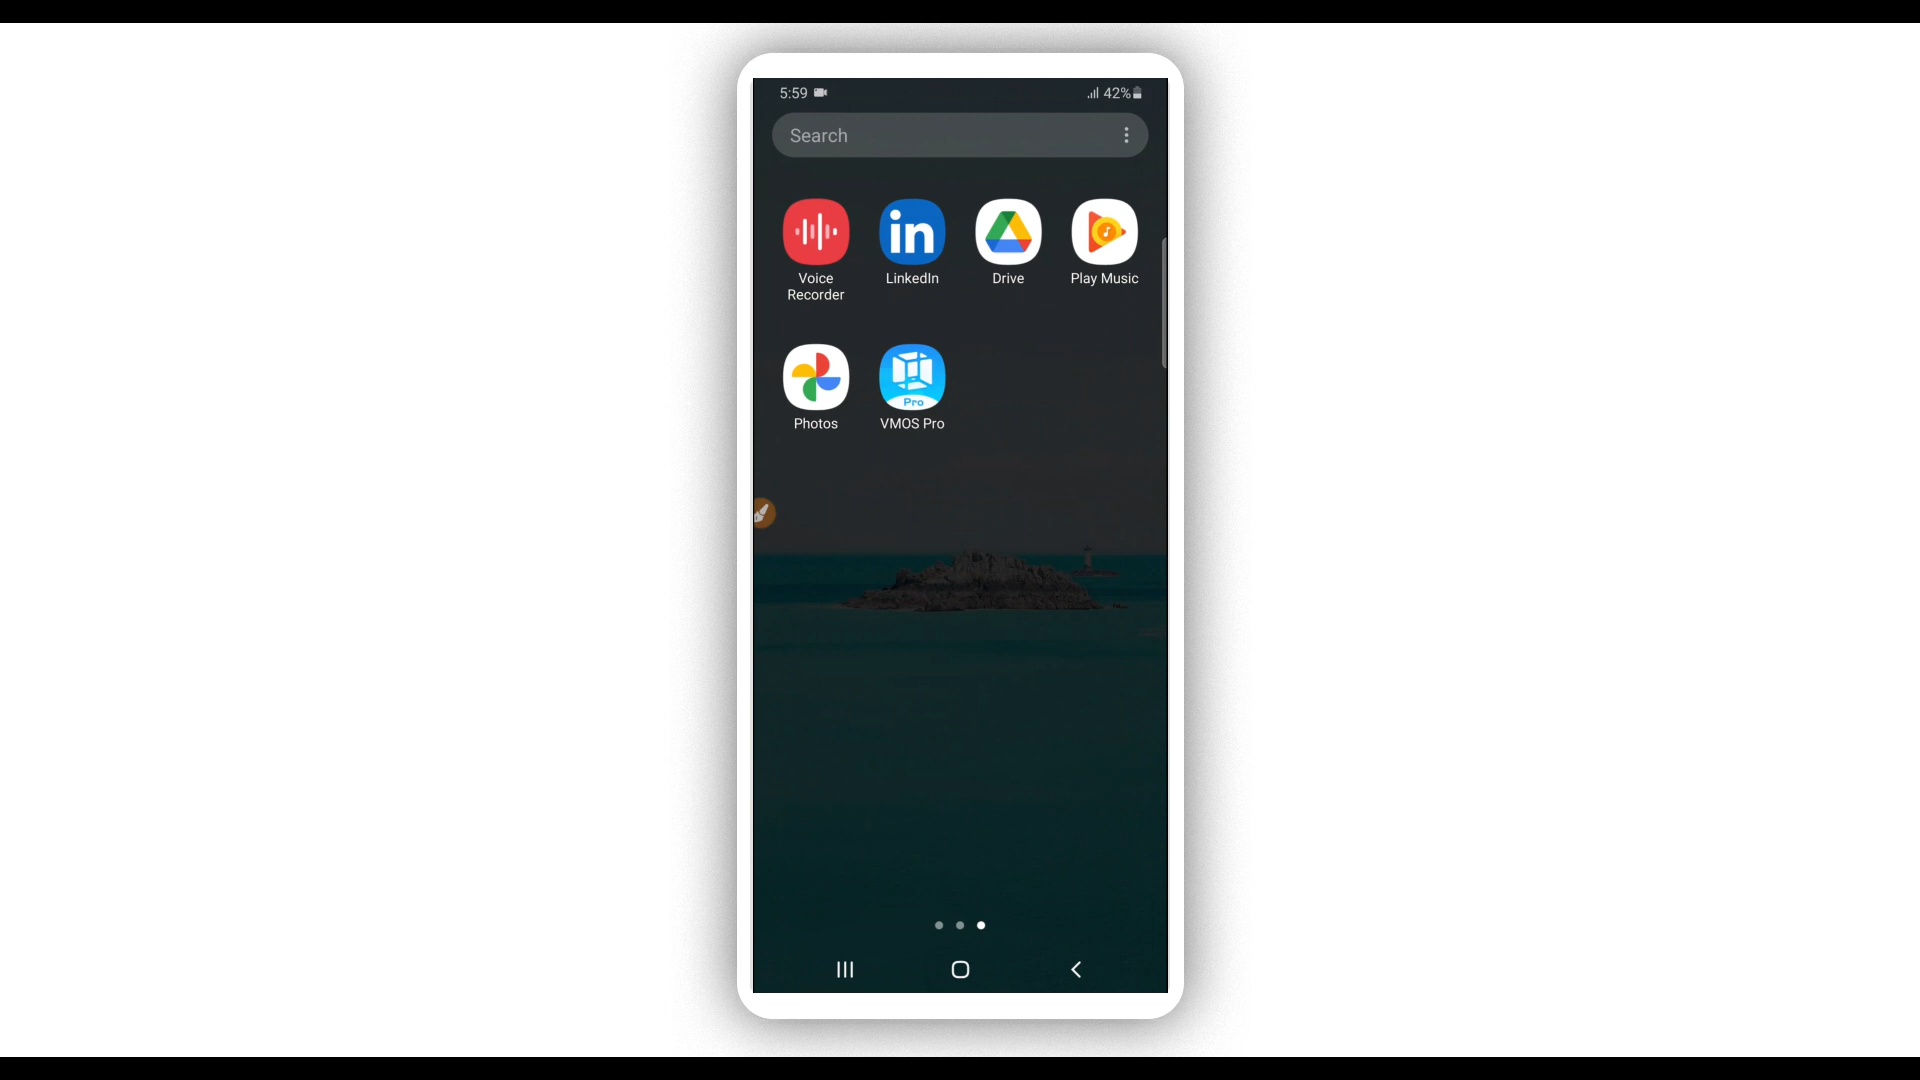 5:59
42%
Search
Voice
Recorder
in
LinkedIn
Drive
Play Music
Photos
Pro
VMOS Pro